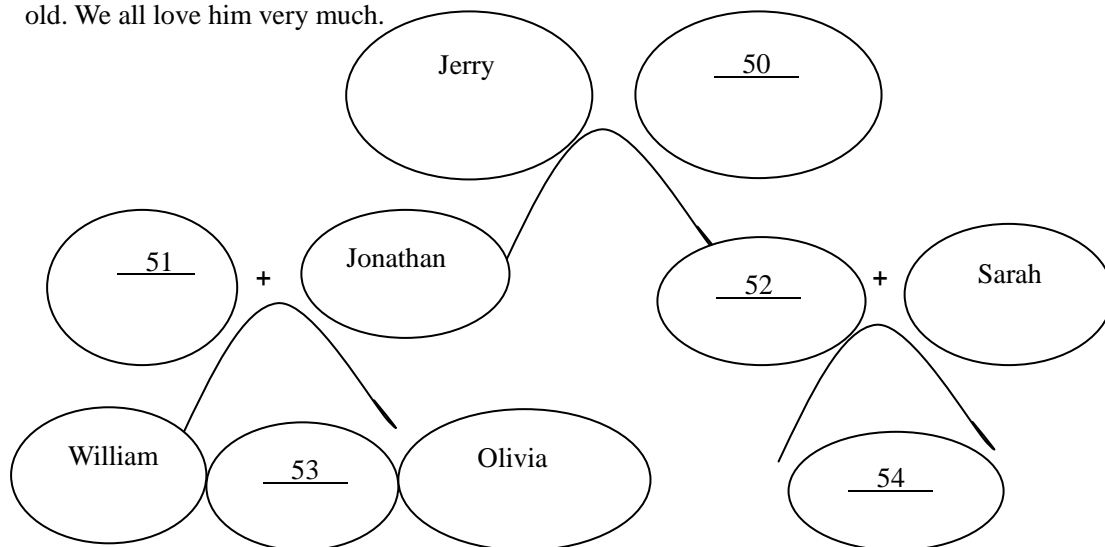 old. We all love him very much.
Jerry
50
51
+
Jonathan
52
+
Sarah
William
53
Olivia
54